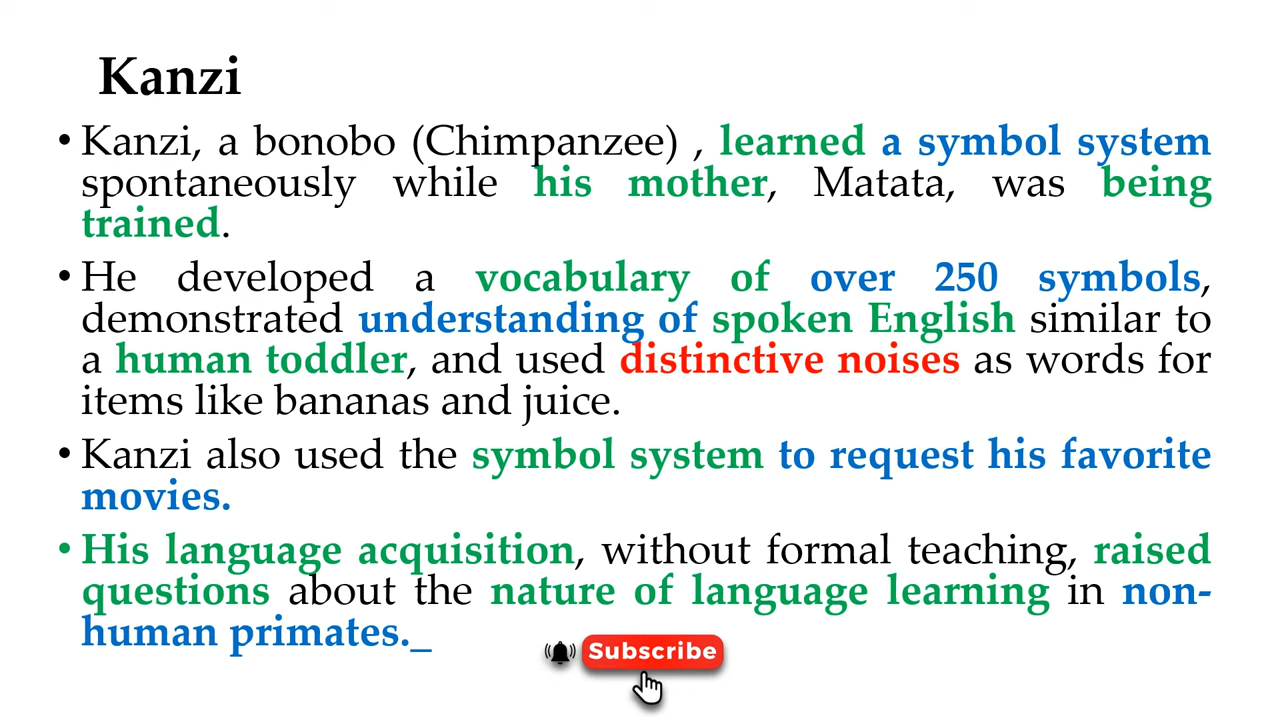 Kanzi
• Kanzi, a bonobo (Chimpanzee) , learned a symbol system
spontaneously while his mother, Matata, was being
trained.
• He developed a vocabulary of over 250 symbols,
demonstrated understanding of spoken English similar to
a human toddler, and used distinctive noises as words for
items like bananas and juice.
• Kanzi also used the symbol system to request his favorite
movies.
• His language acquisition, without formal teaching, raised
questions about the nature of language learning in non-
human primates._
Subscribe